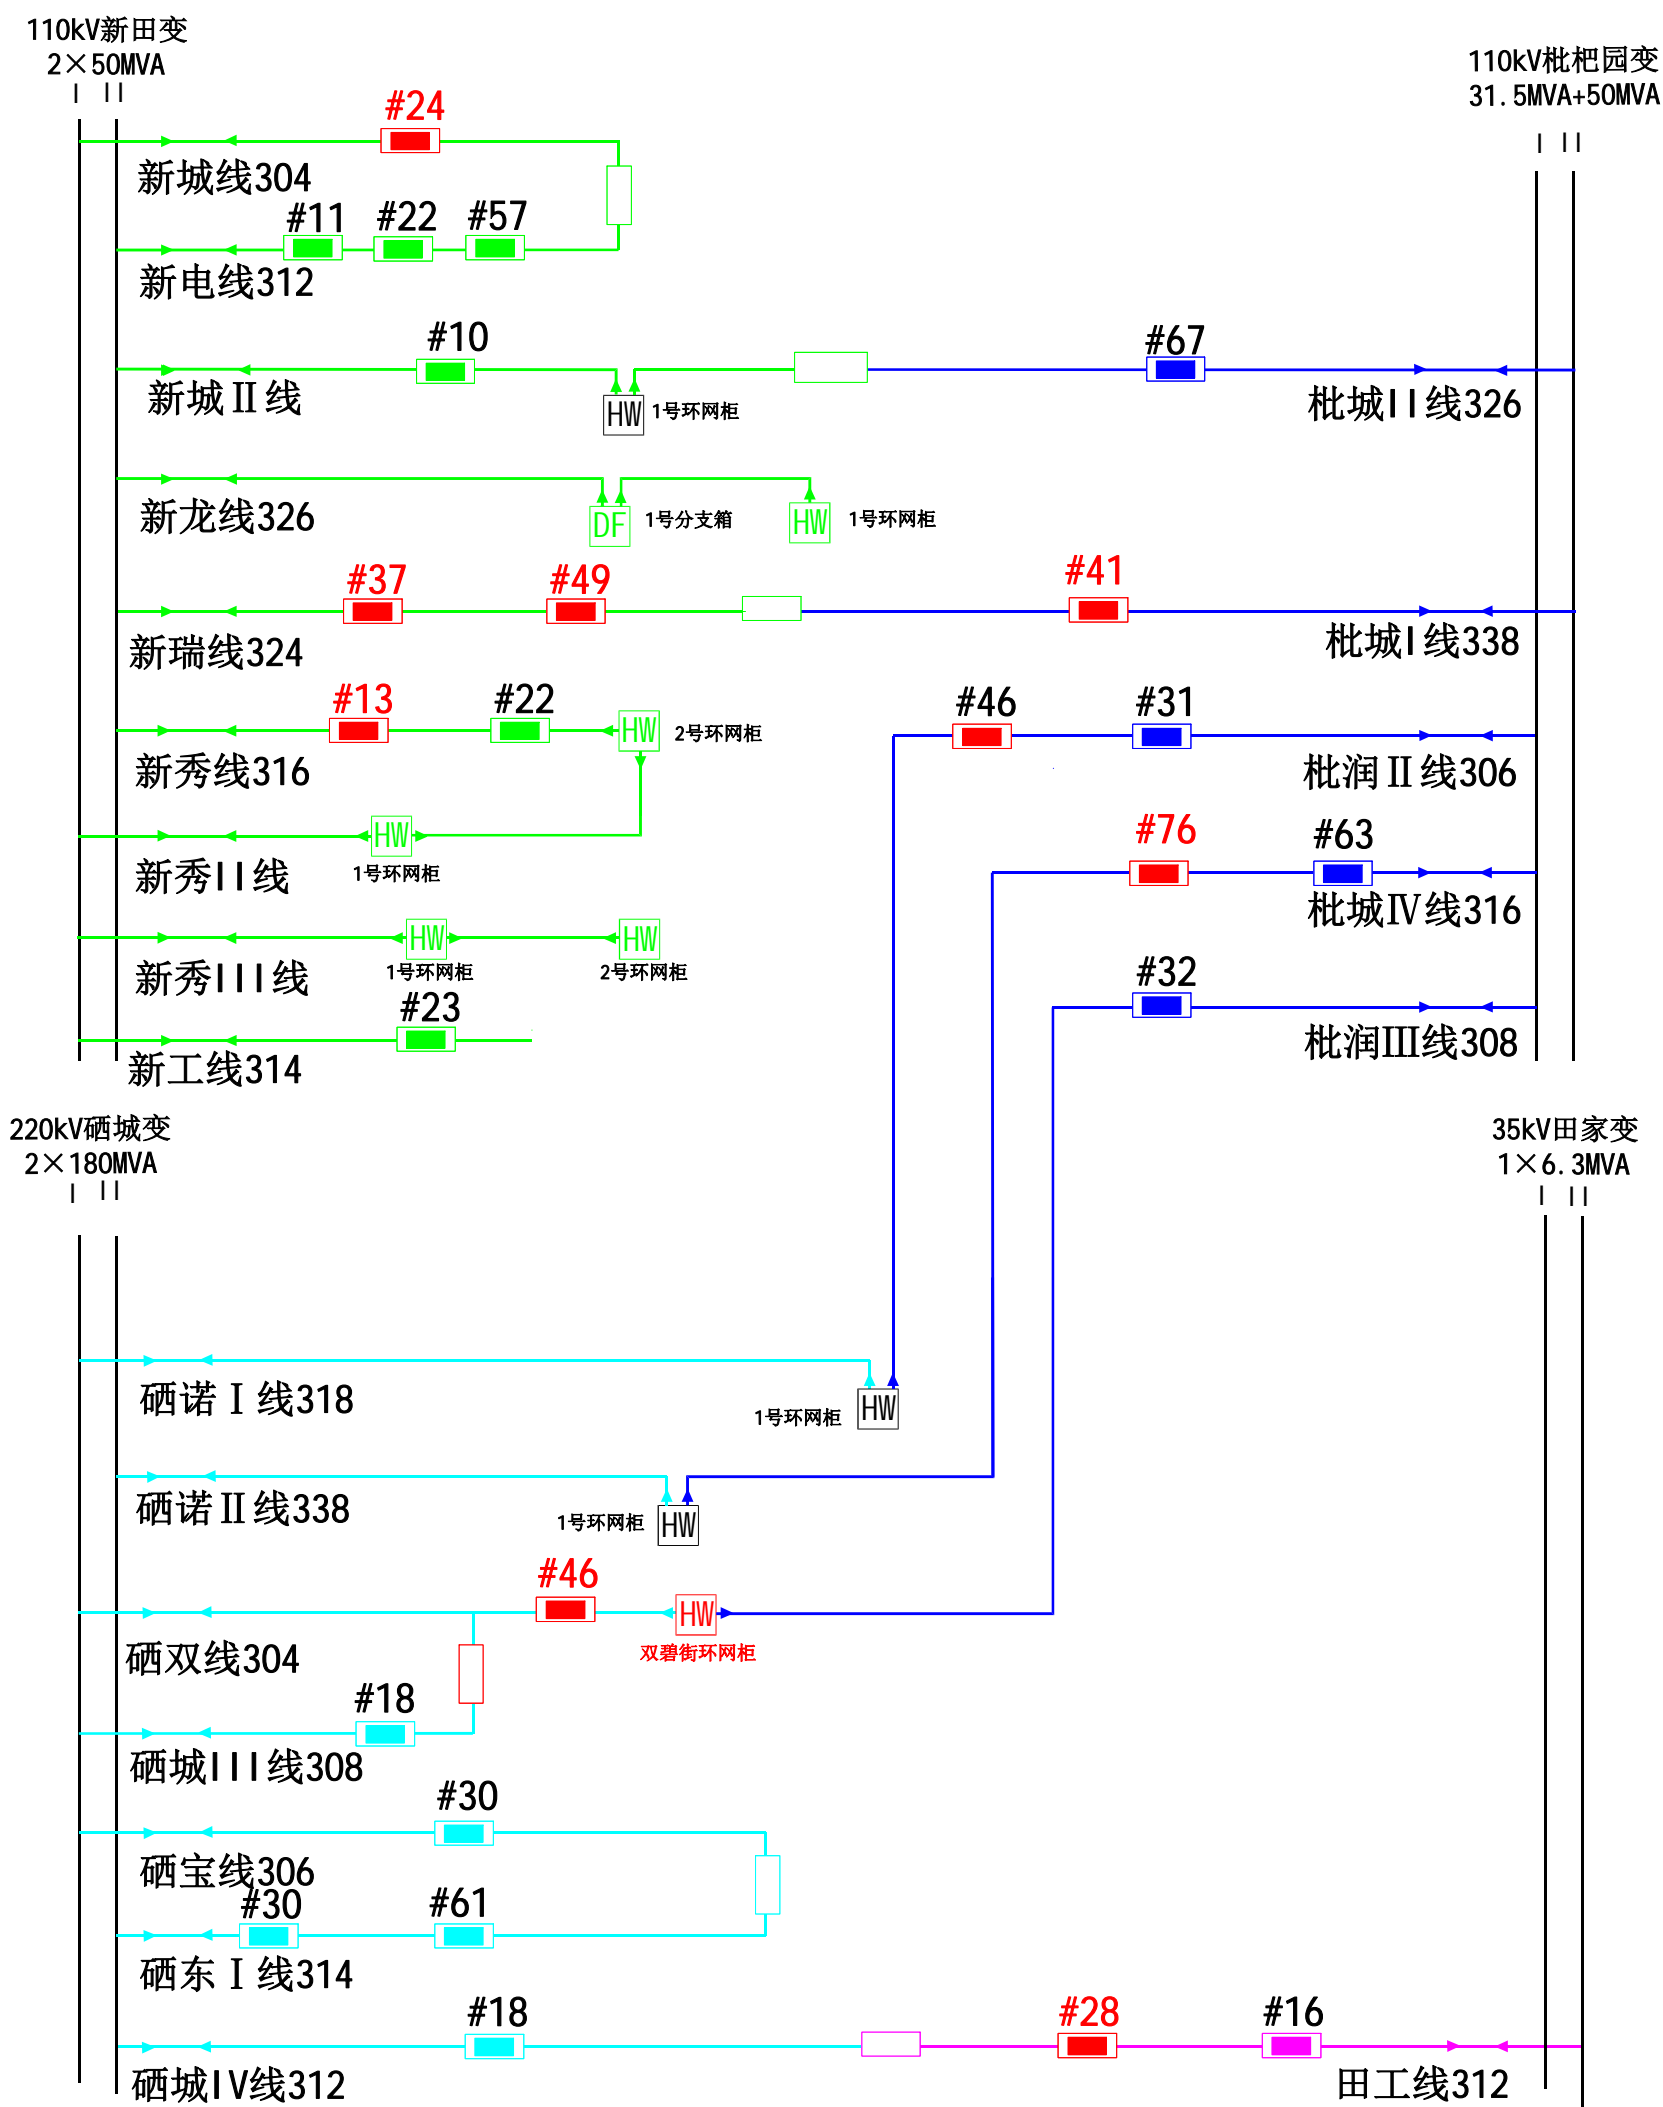 110kV新田变
2×50MVA
I II
110kV枇杷园变
31.5MVA+50MVA
I II
#24
新城线304
#11 #22 #57
新电线312
#10
新城Ⅱ线
HW 1号环网柜
#67
枇城II线326
新龙线326
DF 1号分支箱
HW 1号环网柜
#37 #49 #41
新瑞线324
枇城I线338
#13 #22
HW 2号环网柜
新秀线316
#46 #31
枇润Ⅱ线306
HW
新秀II线
1号环网柜
#76 #63
枇城Ⅳ线316
HW HW
新秀III线
1号环网柜 2号环网柜
#23
新工线314
#32
枇润Ⅲ线308
220kV硒城变
2×180MVA
I II
35kV田家变
1×6.3MVA
I II
硒诺Ⅰ线318
1号环网柜 HW
硒诺Ⅱ线338
1号环网柜 HW
#46
HW
双碧街环网柜
硒双线304
#18
硒城III线308
#30
硒宝线306
#30 #61
硒东Ⅰ线314
#18 #28 #16
硒城IV线312
田工线312